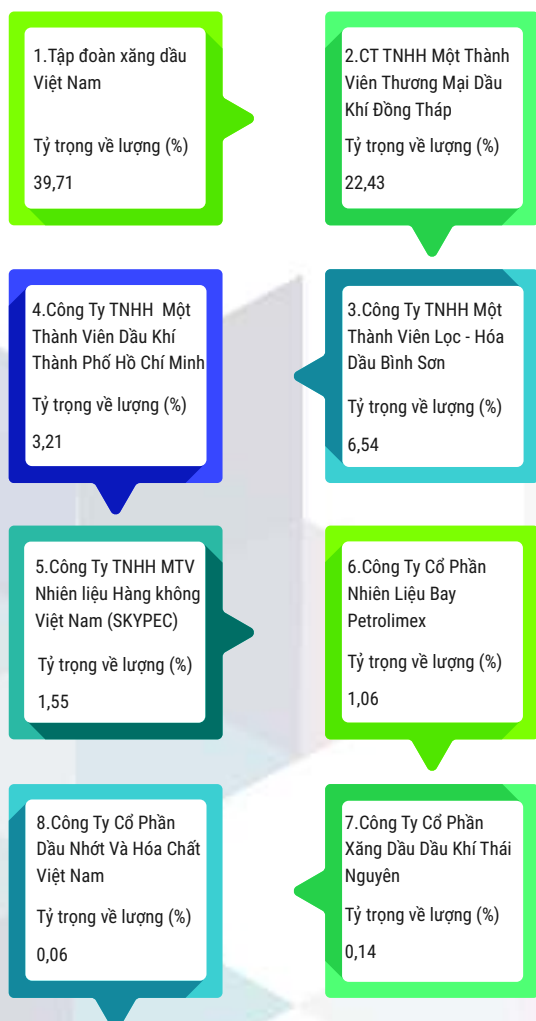 1.Tập đoàn xăng dầu
Việt Nam
Tỷ trọng về lượng (%)
39,71
2.CT TNHH Một Thành
Viên Thương Mại Dầu
Khí Đồng Tháp
Tỷ trọng về lượng (%)
22,43
3.Công Ty TNHH Một
Thành Viên Lọc - Hóa
Dầu Bình Sơn
Tỷ trọng về lượng (%)
6,54
4.Công Ty TNHH Một
Thành Viên Dầu Khí
Thành Phố Hồ Chí Minh
Tỷ trọng về lượng (%)
3,21
5.Công Ty TNHH MTV
Nhiên liệu Hàng không
Việt Nam (SKYPEC)
Tỷ trọng về lượng (%)
1,55
6.Công Ty Cổ Phần
Nhiên Liệu Bay
Petrolimex
Tỷ trọng về lượng (%)
1,06
7.Công Ty Cổ Phần
Xăng Dầu Dầu Khí Thái
Nguyên
Tỷ trọng về lượng (%)
0,14
8.Công Ty Cổ Phần
Dầu Nhớt Và Hóa Chất
Việt Nam
Tỷ trọng về lượng (%)
0,06